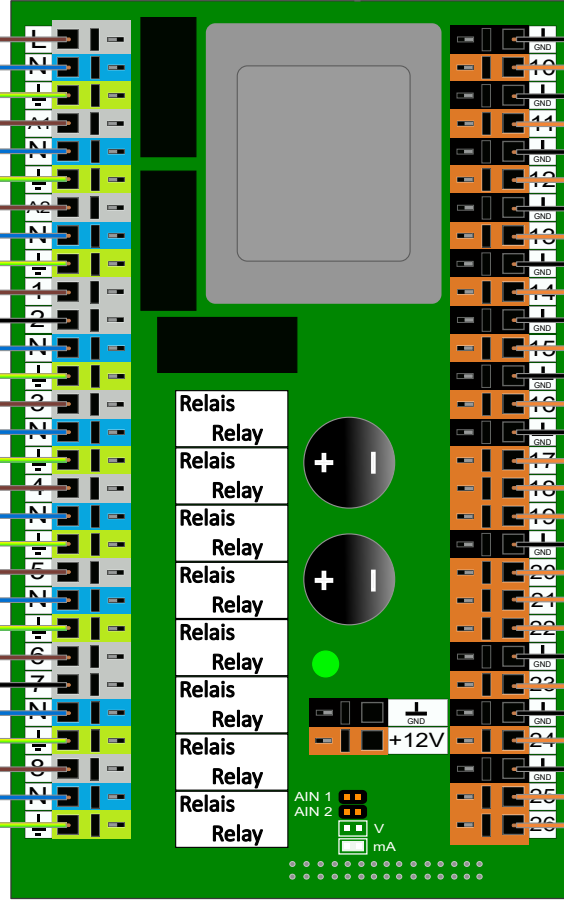 L
N
A1
N
A2
N
1
2
N
3
N
4
N
5
N
6
7
N
8
N
Relais
Relay
Relais
Relay
Relais
Relay
Relais
Relay
Relais
Relay
Relais
Relay
Relais
Relay
Relais
Relay
+
+
GND
+12V
AIN 1
AIN 2
V
mA
GND
10
GND
11
GND
12
GND
13
GND
14
GND
15
GND
16
GND
17
18
19
GND
20
21
22
GND
23
GND
24
GND
25
26